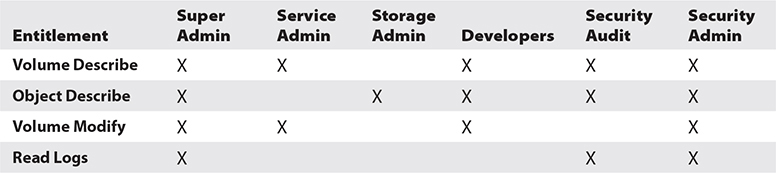 Entitlement Super Admin Service Admin Storage Admin Developers Security Audit Security Admin
Volume Describe X X X X X
Object Describe X X X X X
Volume Modify X X X X
Read Logs X X X